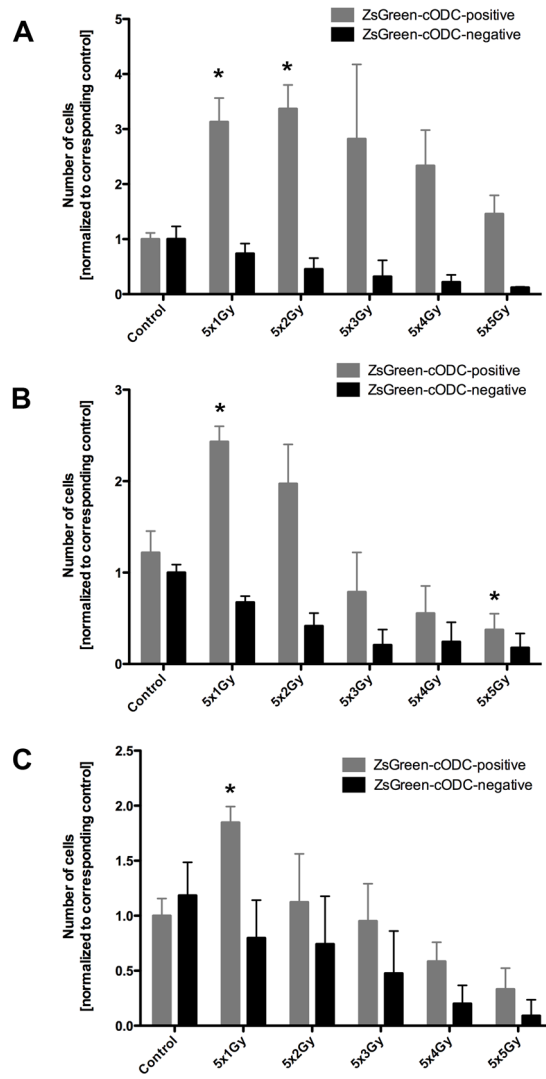 A
ZsGreen-cODC-positive
ZsGreen-cODC-negative
Number of cells
[normalized to corresponding control]
5
4
3
2
1
0
*
*
Control
5x1Gy
5x2Gy
5x3Gy
5x4Gy
5x5Gy
B
ZsGreen-cODC-positive
ZsGreen-cODC-negative
Number of cells
[normalized to corresponding control]
3
2
1
0
*
*
Control
5x1Gy
5x2Gy
5x3Gy
5x4Gy
5x5Gy
C
ZsGreen-cODC-positive
ZsGreen-cODC-negative
Number of cells
[normalized to corresponding control]
2.5
2.0
1.5
1.0
0.5
0.0
*
Control
5x1Gy
5x2Gy
5x3Gy
5x4Gy
5x5Gy